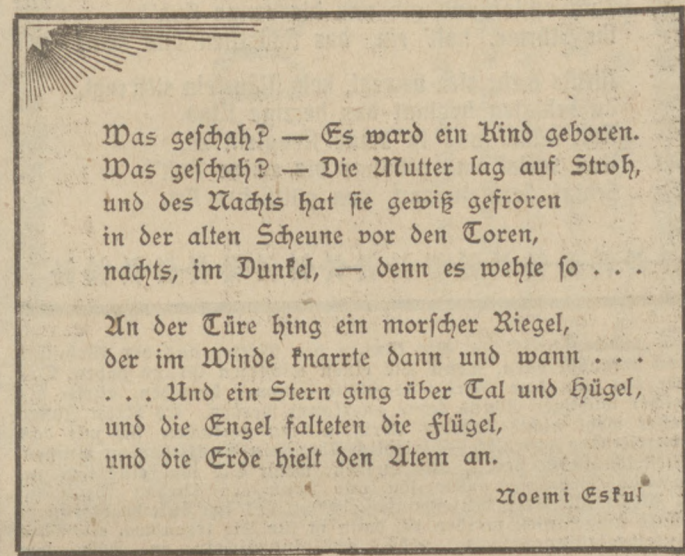 Was geschah? — Es ward ein Kind geboren.
Was geschah? — Die Mutter lag auf Stroh,
und des Nachts hat sie gewiß gefroren
in der alten Scheune vor den Toren,
nachts, im Dunkel, — denn es wehte so . . .
An der Türe hing ein morscher Riegel,
der im Winde knarrte dann und wann . . .
. . . Und ein Stern ging über Tal und Hügel,
und die Engel falteten die Flügel,
und die Erde hielt den Atem an.
Noemi Eskul